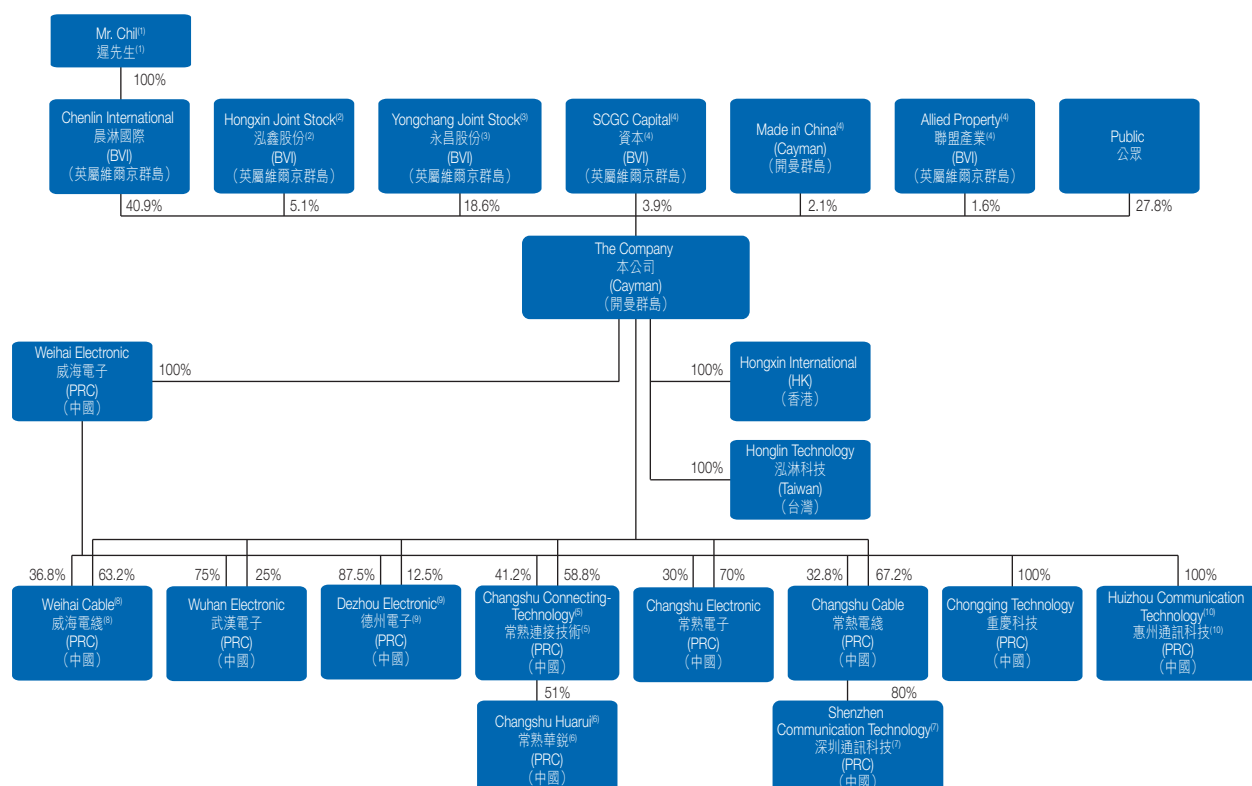 Mr. Chil(1)
遲先生(1)
100%
Chenlin International
晨淋國際
(BVI)
(英屬維爾京群島)
Hongxin Joint Stock(2)
泓鑫股份(2)
(BVI)
(英屬維爾京群島)
Yongchang Joint Stock(3)
永昌股份(3)
(BVI)
(英屬維爾京群島)
SCGC Capital(4)
資本(4)
(BVI)
(英屬維爾京群島)
Made in China(4)
(Cayman)
(開曼群島)
Allied Property(4)
聯盟產業(4)
(BVI)
(英屬維爾京群島)
Public
公眾
40.9%
5.1%
18.6%
3.9%
2.1%
1.6%
27.8%
The Company
本公司
(Cayman)
(開曼群島)
Weihai Electronic
威海電子
(PRC)
(中國)
100%
100%
Hongxin International
(HK)
(香港)
100%
Honglin Technology
泓淋科技
(Taiwan)
(台灣)
36.8%
63.2%
75%
25%
87.5%
12.5%
41.2%
58.8%
30%
70%
32.8%
67.2%
100%
100%
Weihai Cable(8)
威海電綫(8)
(PRC)
(中國)
Wuhan Electronic
武漢電子
(PRC)
(中國)
Dezhou Electronic(9)
德州電子(9)
(PRC)
(中國)
Changshu Connecting-
Technology(5)
常熟連接技術(5)
(PRC)
(中國)
Changshu Electronic
常熟電子
(PRC)
(中國)
Changshu Cable
常熟電綫
(PRC)
(中國)
Chongqing Technology
重慶科技
(PRC)
(中國)
Huizhou Communication
Technology(10)
惠州通訊科技(10)
(PRC)
(中國)
51%
80%
Changshu Huarui(6)
常熟華銳(6)
(PRC)
(中國)
Shenzhen
Communication Technology(7)
深圳通訊科技(7)
(PRC)
(中國)